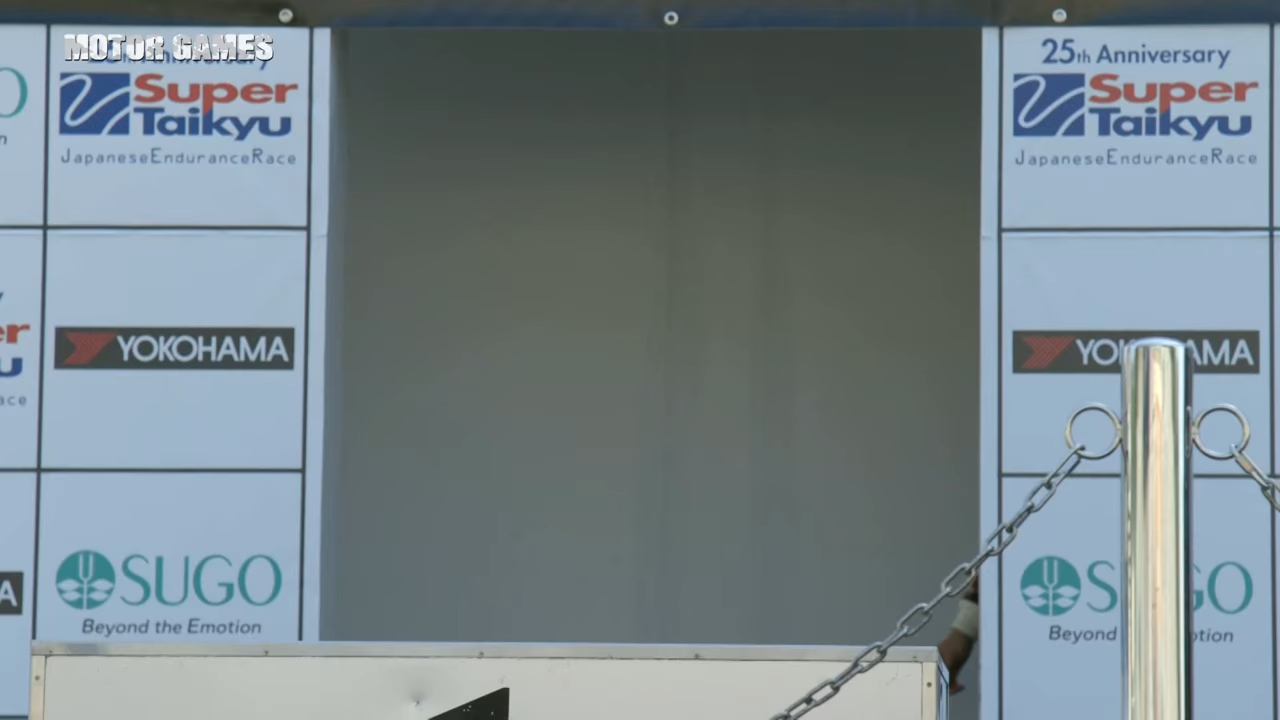 MOTOR GAMES
Super
Taikyu
JapaneseEnduranceRace
YOKOHAMA
SUGO
Beyond the Emotion
25th Anniversary
Super
Taikyu
JapaneseEnduranceRace
Beyond